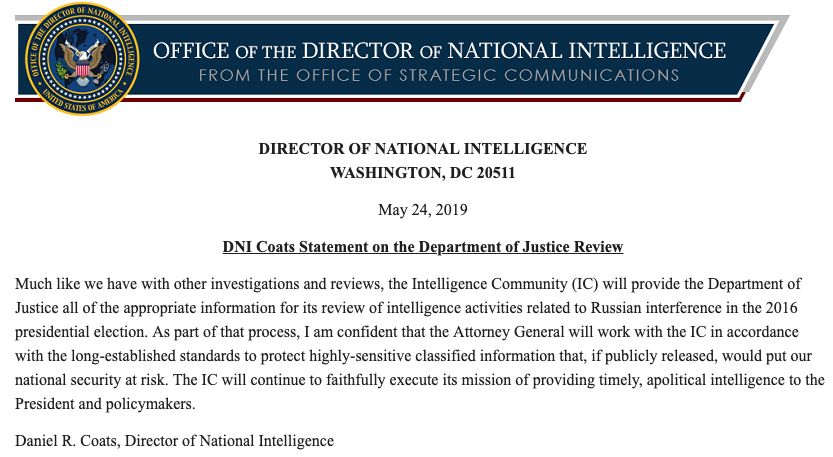 OFFICE OF THE DIRECTOR OF NATIONAL INTELLIGENCE
FROM THE OFFICE OF STRATEGIC COMMUNICATIONS
OFFICE OF THE DIRECTOR OF NATIONAL INTELLIGENCE
UNITED STATES OF AMERICA
DIRECTOR OF NATIONAL INTELLIGENCE
WASHINGTON, DC 20511
May 24, 2019
DNI Coats Statement on the Department of Justice Review
Much like we have with other investigations and reviews, the Intelligence Community (IC) will provide the Department of
Justice all of the appropriate information for its review of intelligence activities related to Russian interference in the 2016
presidential election. As part of that process, I am confident that the Attorney General will work with the IC in accordance
with the long-established standards to protect highly-sensitive classified information that, if publicly released, would put our
national security at risk. The IC will continue to faithfully execute its mission of providing timely, apolitical intelligence to the
President and policymakers.
Daniel R. Coats, Director of National Intelligence